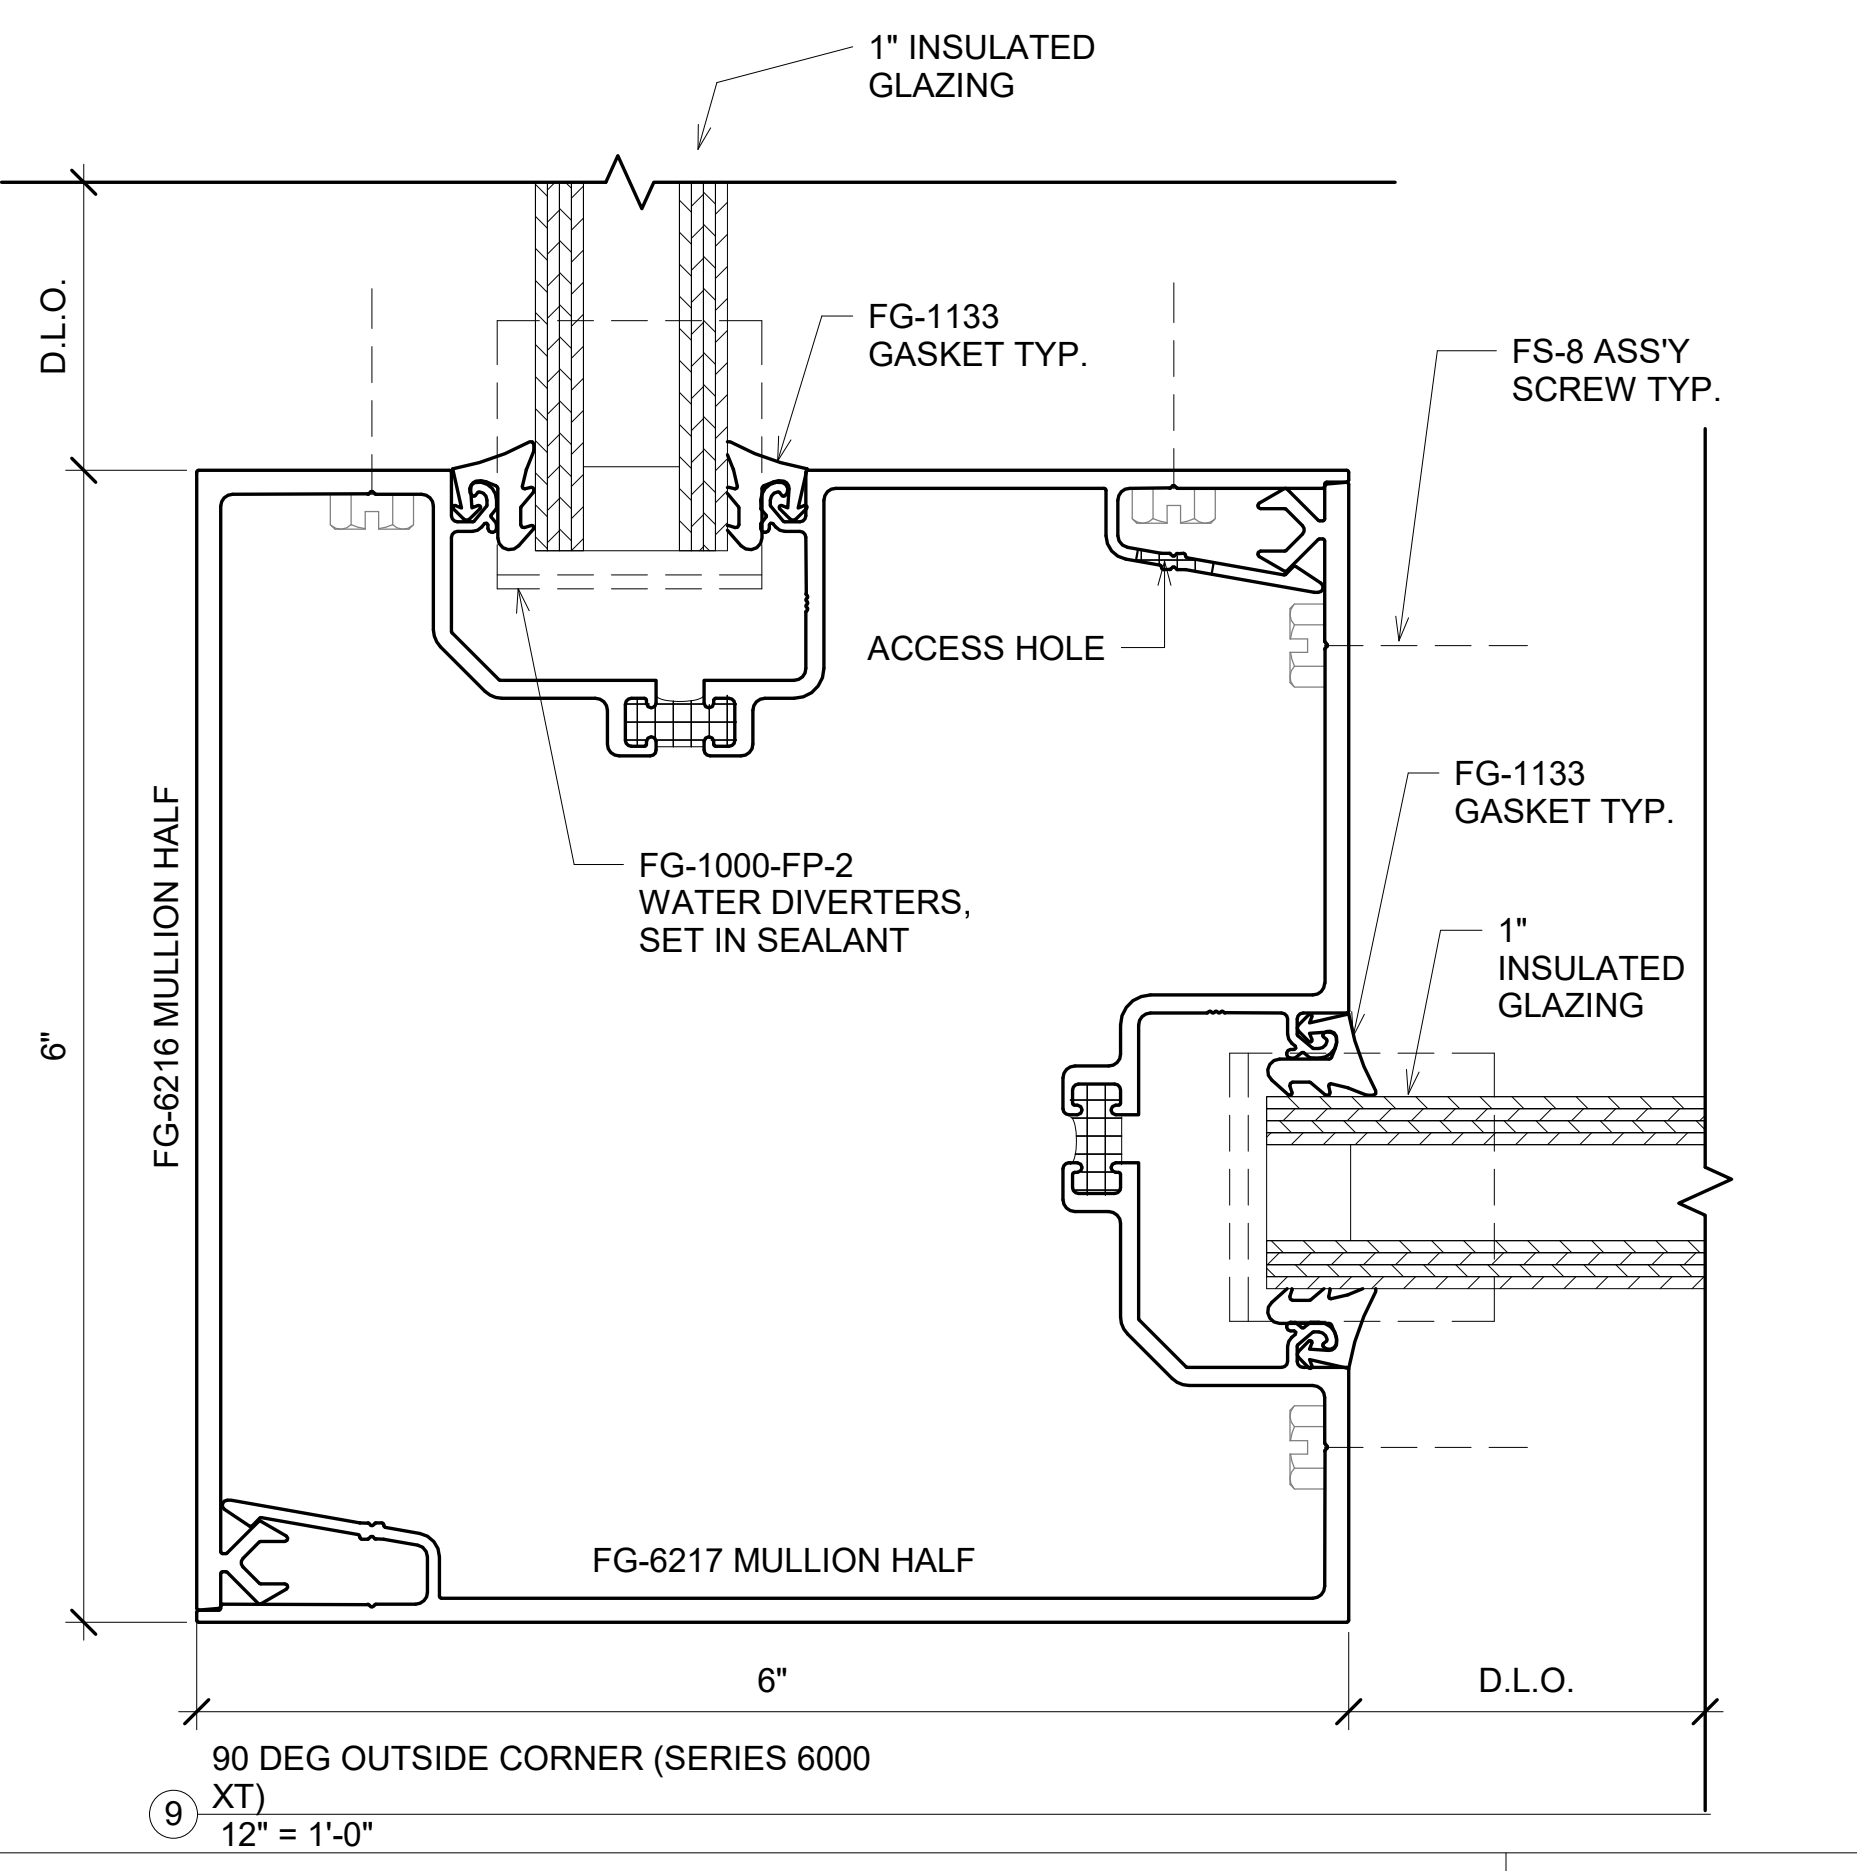 1" INSULATED
GLAZING
D.L.O.
FG-1133
GASKET TYP.
FS-8 ASS'Y
SCREW TYP.
ACCESS HOLE
FG-1133
GASKET TYP.
FG-1000-FP-2
WATER DIVERTERS,
SET IN SEALANT
1"
INSULATED
GLAZING
6"
FG-6216 MULLION HALF
FG-6217 MULLION HALF
6"
D.L.O.
90 DEG OUTSIDE CORNER (SERIES 6000
XT)
9
12" = 1'-0"